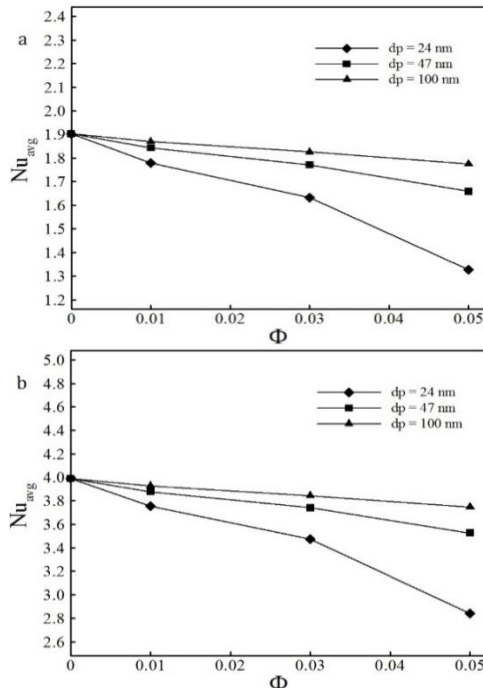 a
2.4
2.3
2.2
2.1
2.0
1.9
1.8
1.7
1.6
1.5
1.4
1.3
1.2
Nu avg
dp = 24 nm
dp = 47 nm
dp = 100 nm
0 0.01 0.02 0.03 0.04 0.05
Φ
b
5.0
4.8
4.6
4.4
4.2
4.0
3.8
3.6
3.4
3.2
3.0
2.8
2.6
Nu avg
dp = 24 nm
dp = 47 nm
dp = 100 nm
0 0.01 0.02 0.03 0.04 0.05
Φ